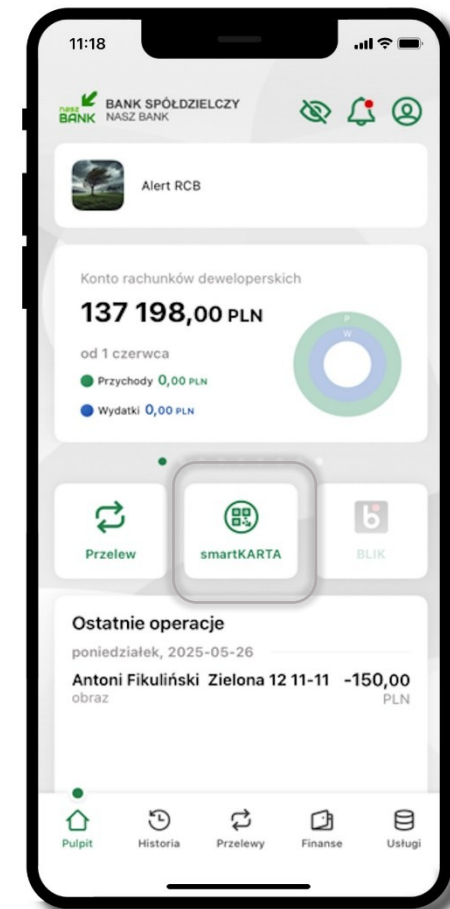 11:18
nasz BANK
BANK SPÓŁDZIELCZY
NASZ BANK
Alert RCB
Konto rachunków deweloperskich
137 198,00 PLN
od 1 czerwca
Przychody 0,00 PLN
Wydatki 0,00 PLN
P
W
Przelew
smartKARTA
BLIK
Ostatnie operacje
poniedziałek, 2025-05-26
Antoni Fikuliński Zielona 12 11-11 -150,00
obraz PLN
Pulpit Historia Przelewy Finanse Usługi